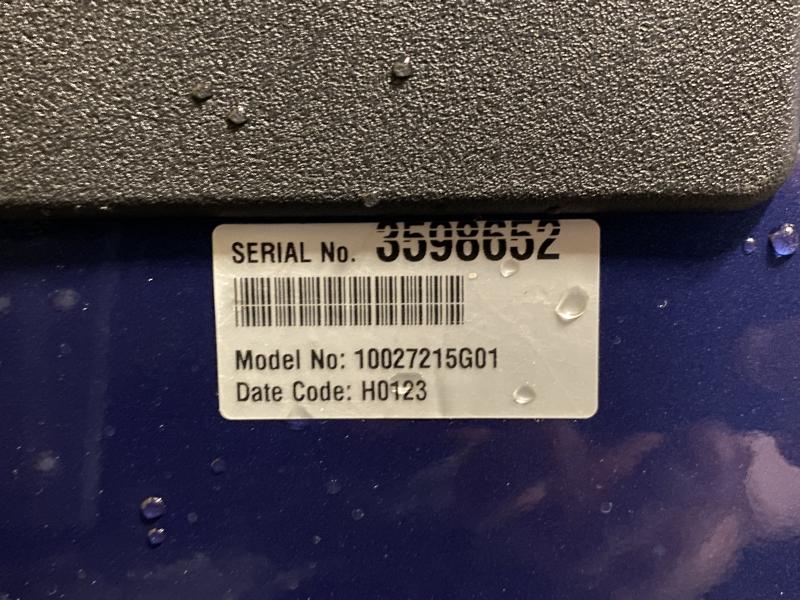 SERIAL No. 3598652
Model No: 10027215G01
Date Code: H0123